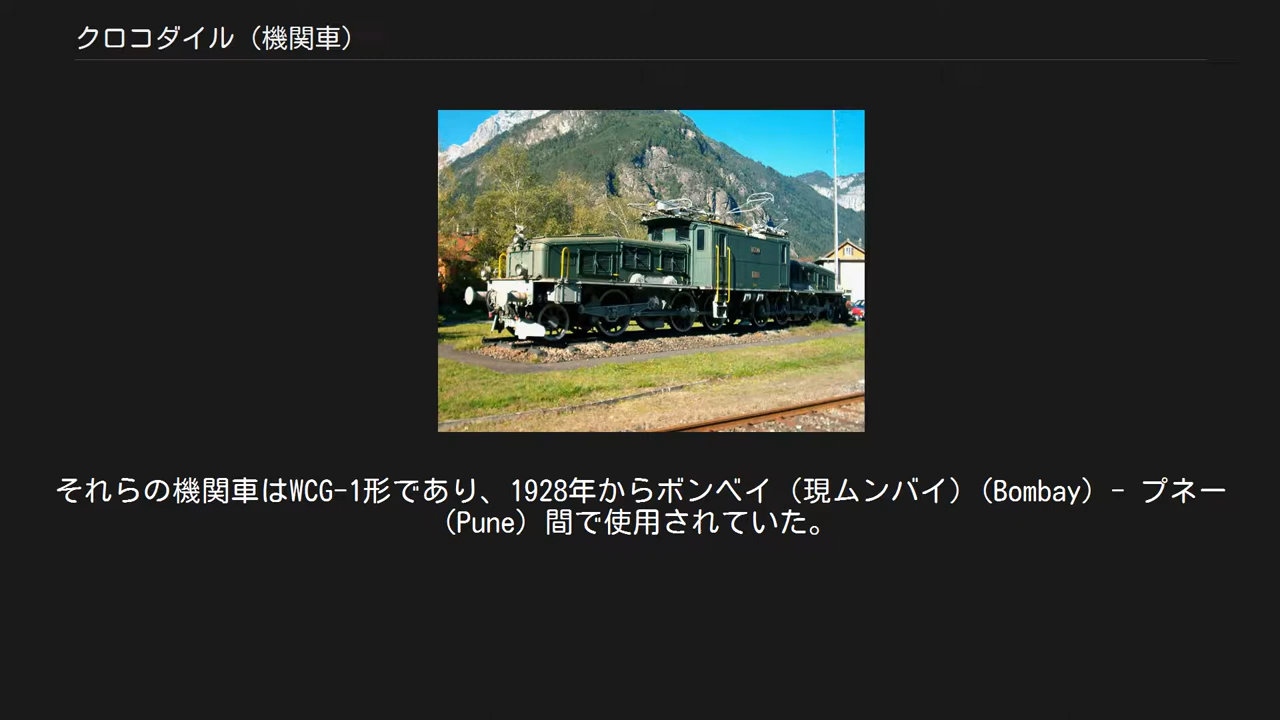 クロコダイル（機関車）
それらの機関車はWCG-1形であり、1928年からボンベイ（現ムンバイ）(Bombay) - プネー
(Pune) 間で使用されていた。